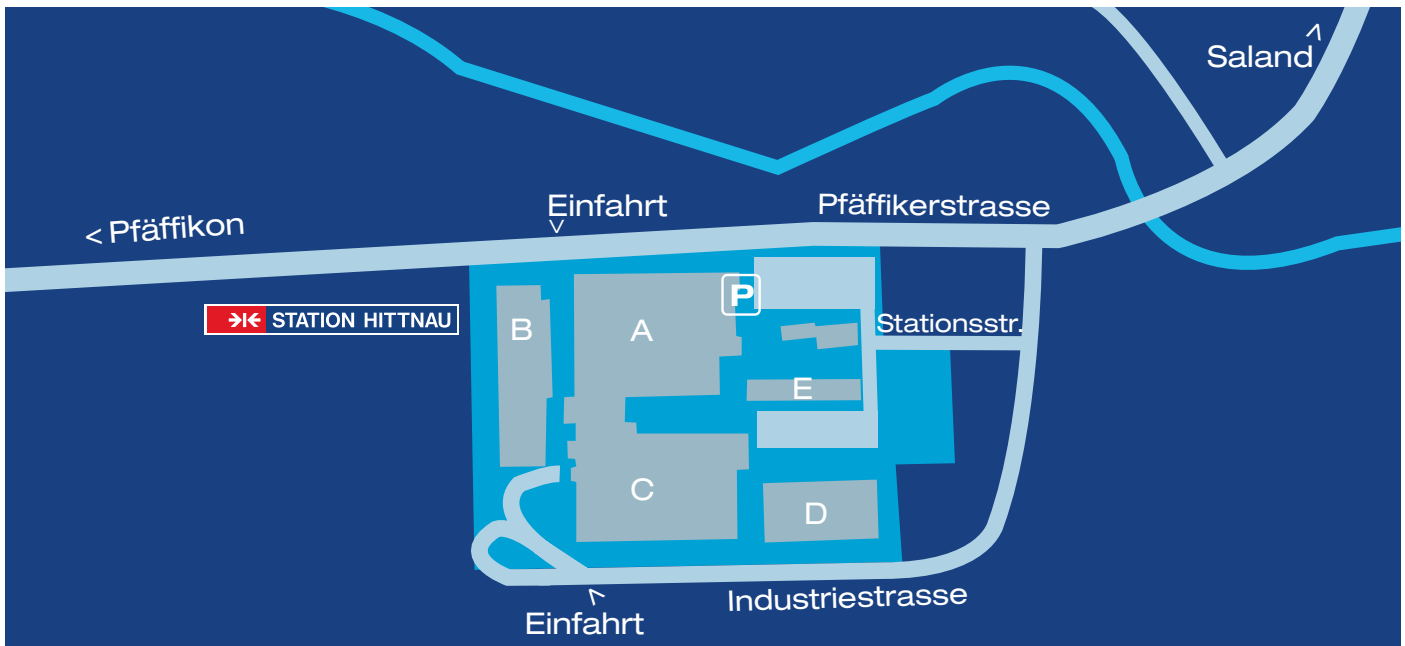 Saland >
Einfahrt
>
Pfäffikerstrasse
< Pfäffikon
P
STATION HITTNAU
B
A
Stationsstr.
E
C
D
>
Einfahrt
Industriestrasse